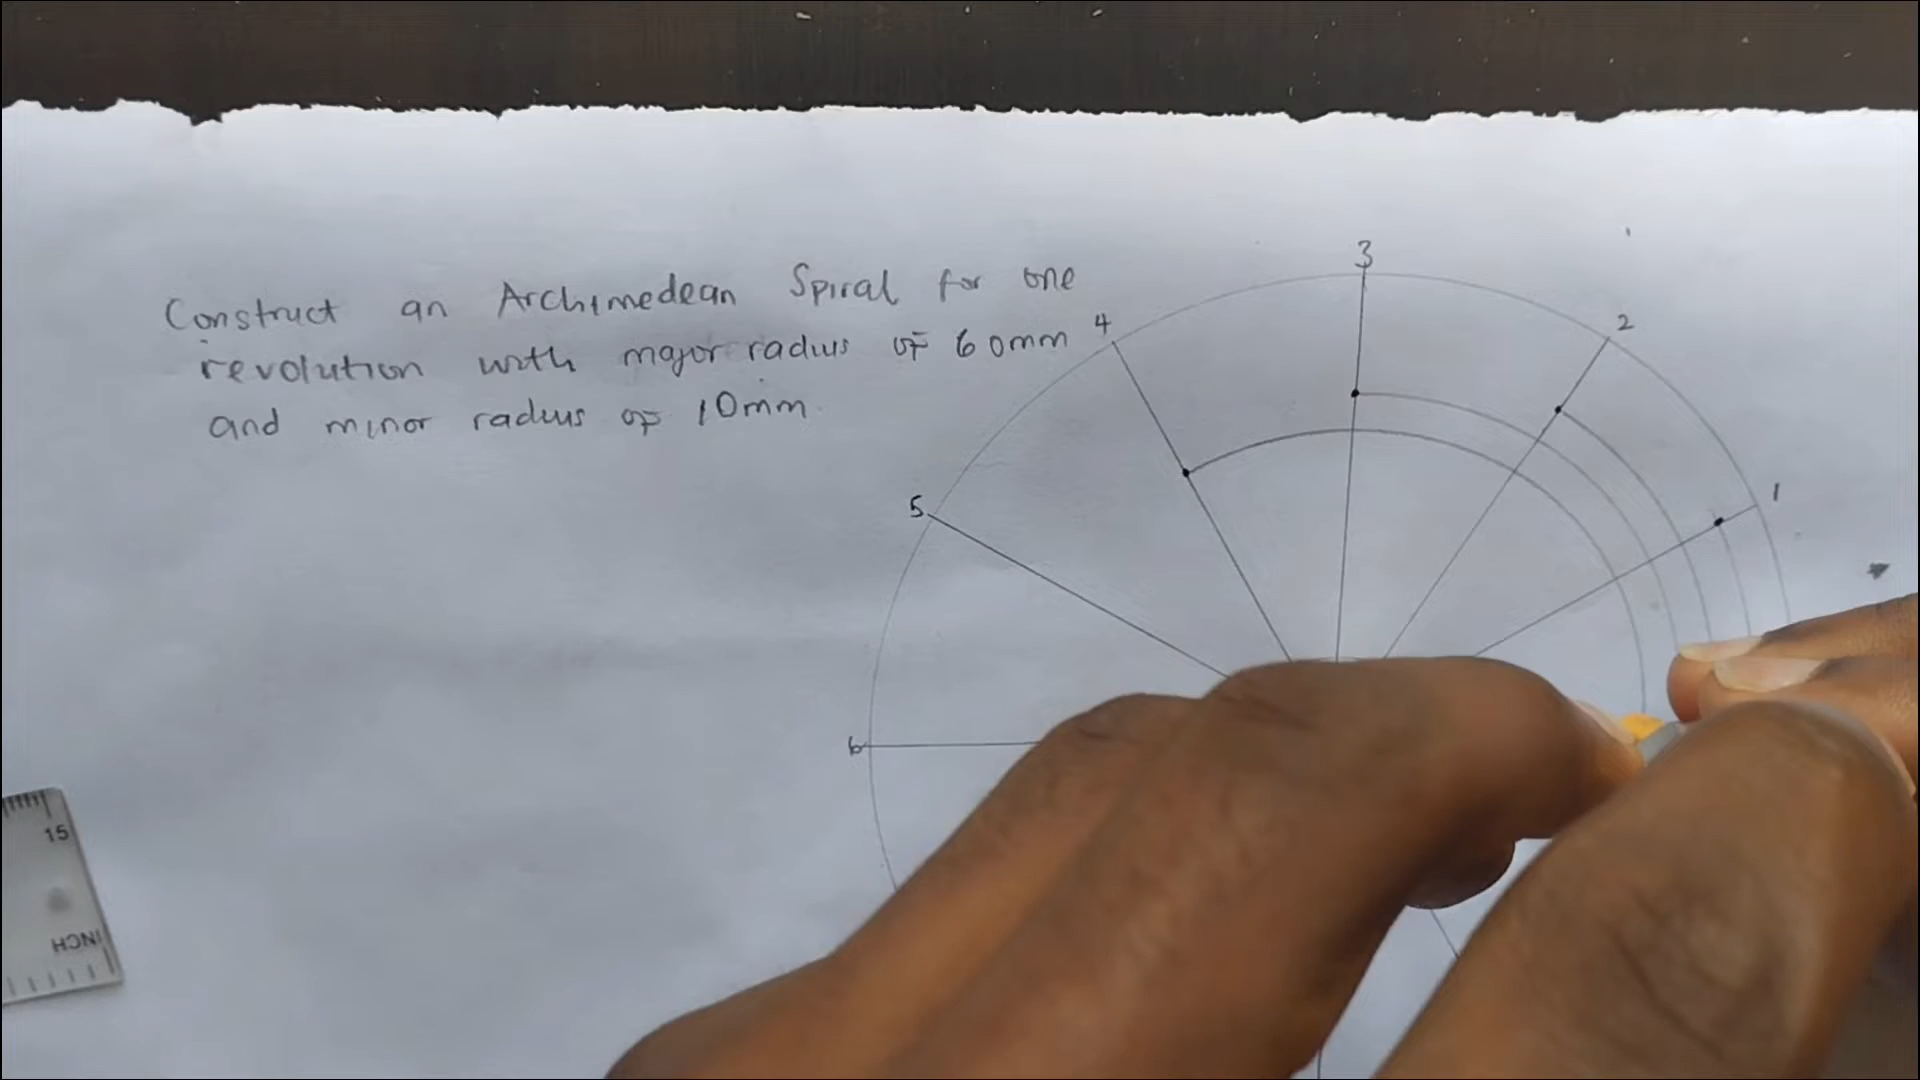 Construct an Archimedean Spiral for one
revolution with major radius of 60mm
and minor radius of 10mm.
3
4
2
1
5
6
15
INCH